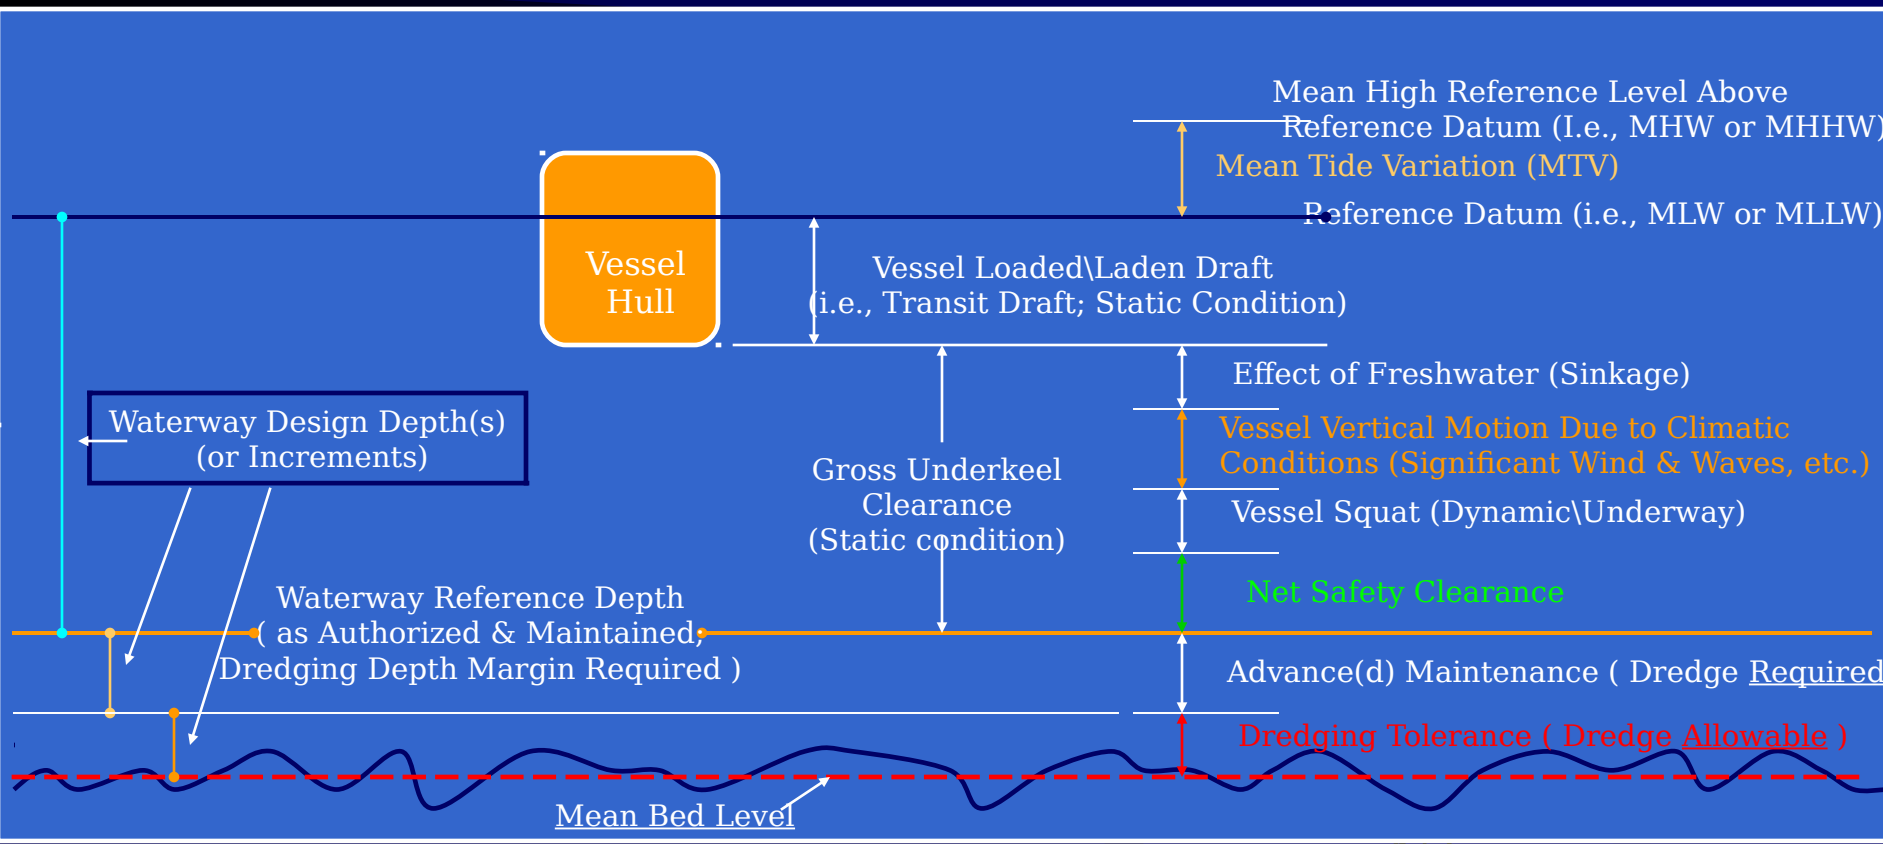 Mean High Reference Level Above
Reference Datum (I.e., MHW or MHHW)
Mean Tide Variation (MTV)
Reference Datum (i.e., MLW or MLLW)
Vessel
Hull
Vessel Loaded\Laden Draft
(i.e., Transit Draft; Static Condition)
Effect of Freshwater (Sinkage)
Waterway Design Depth(s)
(or Increments)
Vessel Vertical Motion Due to Climatic
Conditions (Significant Wind & Waves, etc.)
Gross Underkeel
Clearance
(Static condition)
Vessel Squat (Dynamic\Underway)
Net Safety Clearance
Waterway Reference Depth
( as Authorized & Maintained;
Dredging Depth Margin Required )
Advance(d) Maintenance ( Dredge Required
Dredging Tolerance ( Dredge Allowable )
Mean Bed Level